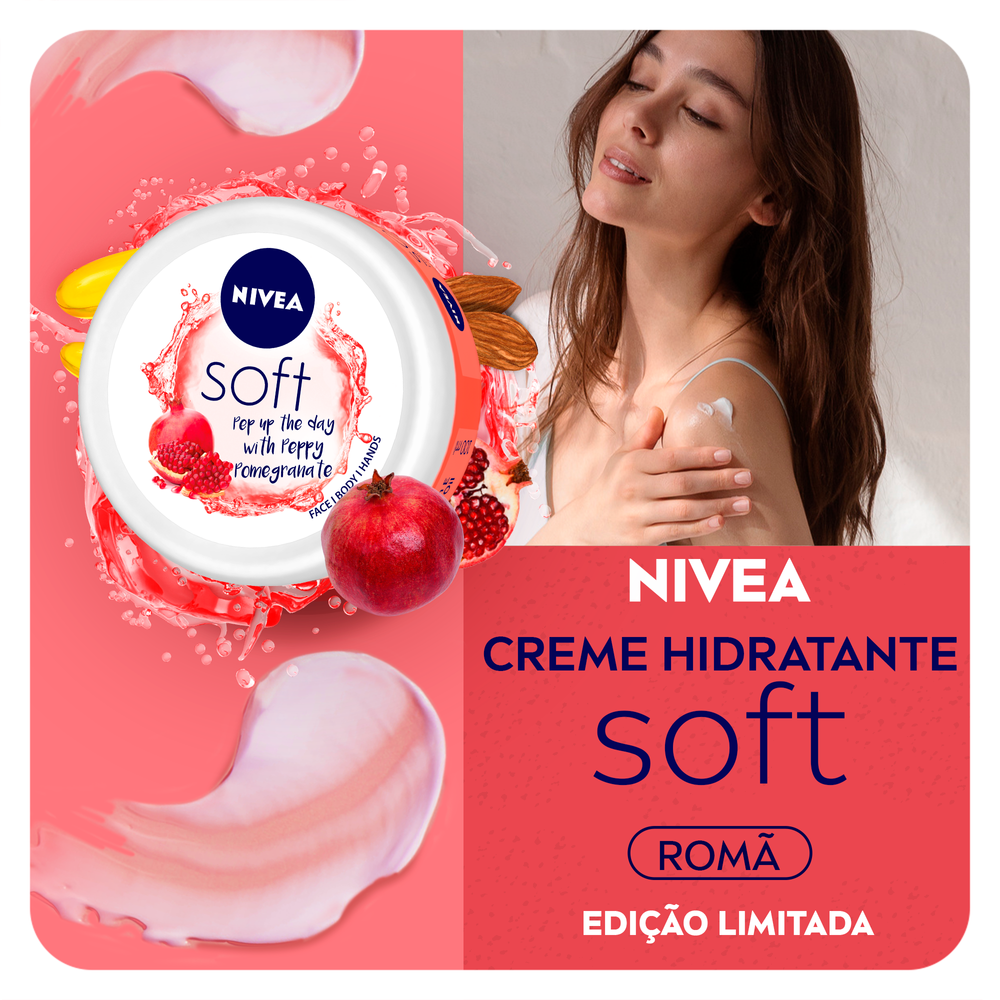 NIVEA
soft
Pep up the day
with Peppy
Pomegranate
FACE | BODY | HANDS
NIVEA
CREME HIDRATANTE
soft
ROMÃ
EDIÇÃO LIMITADA